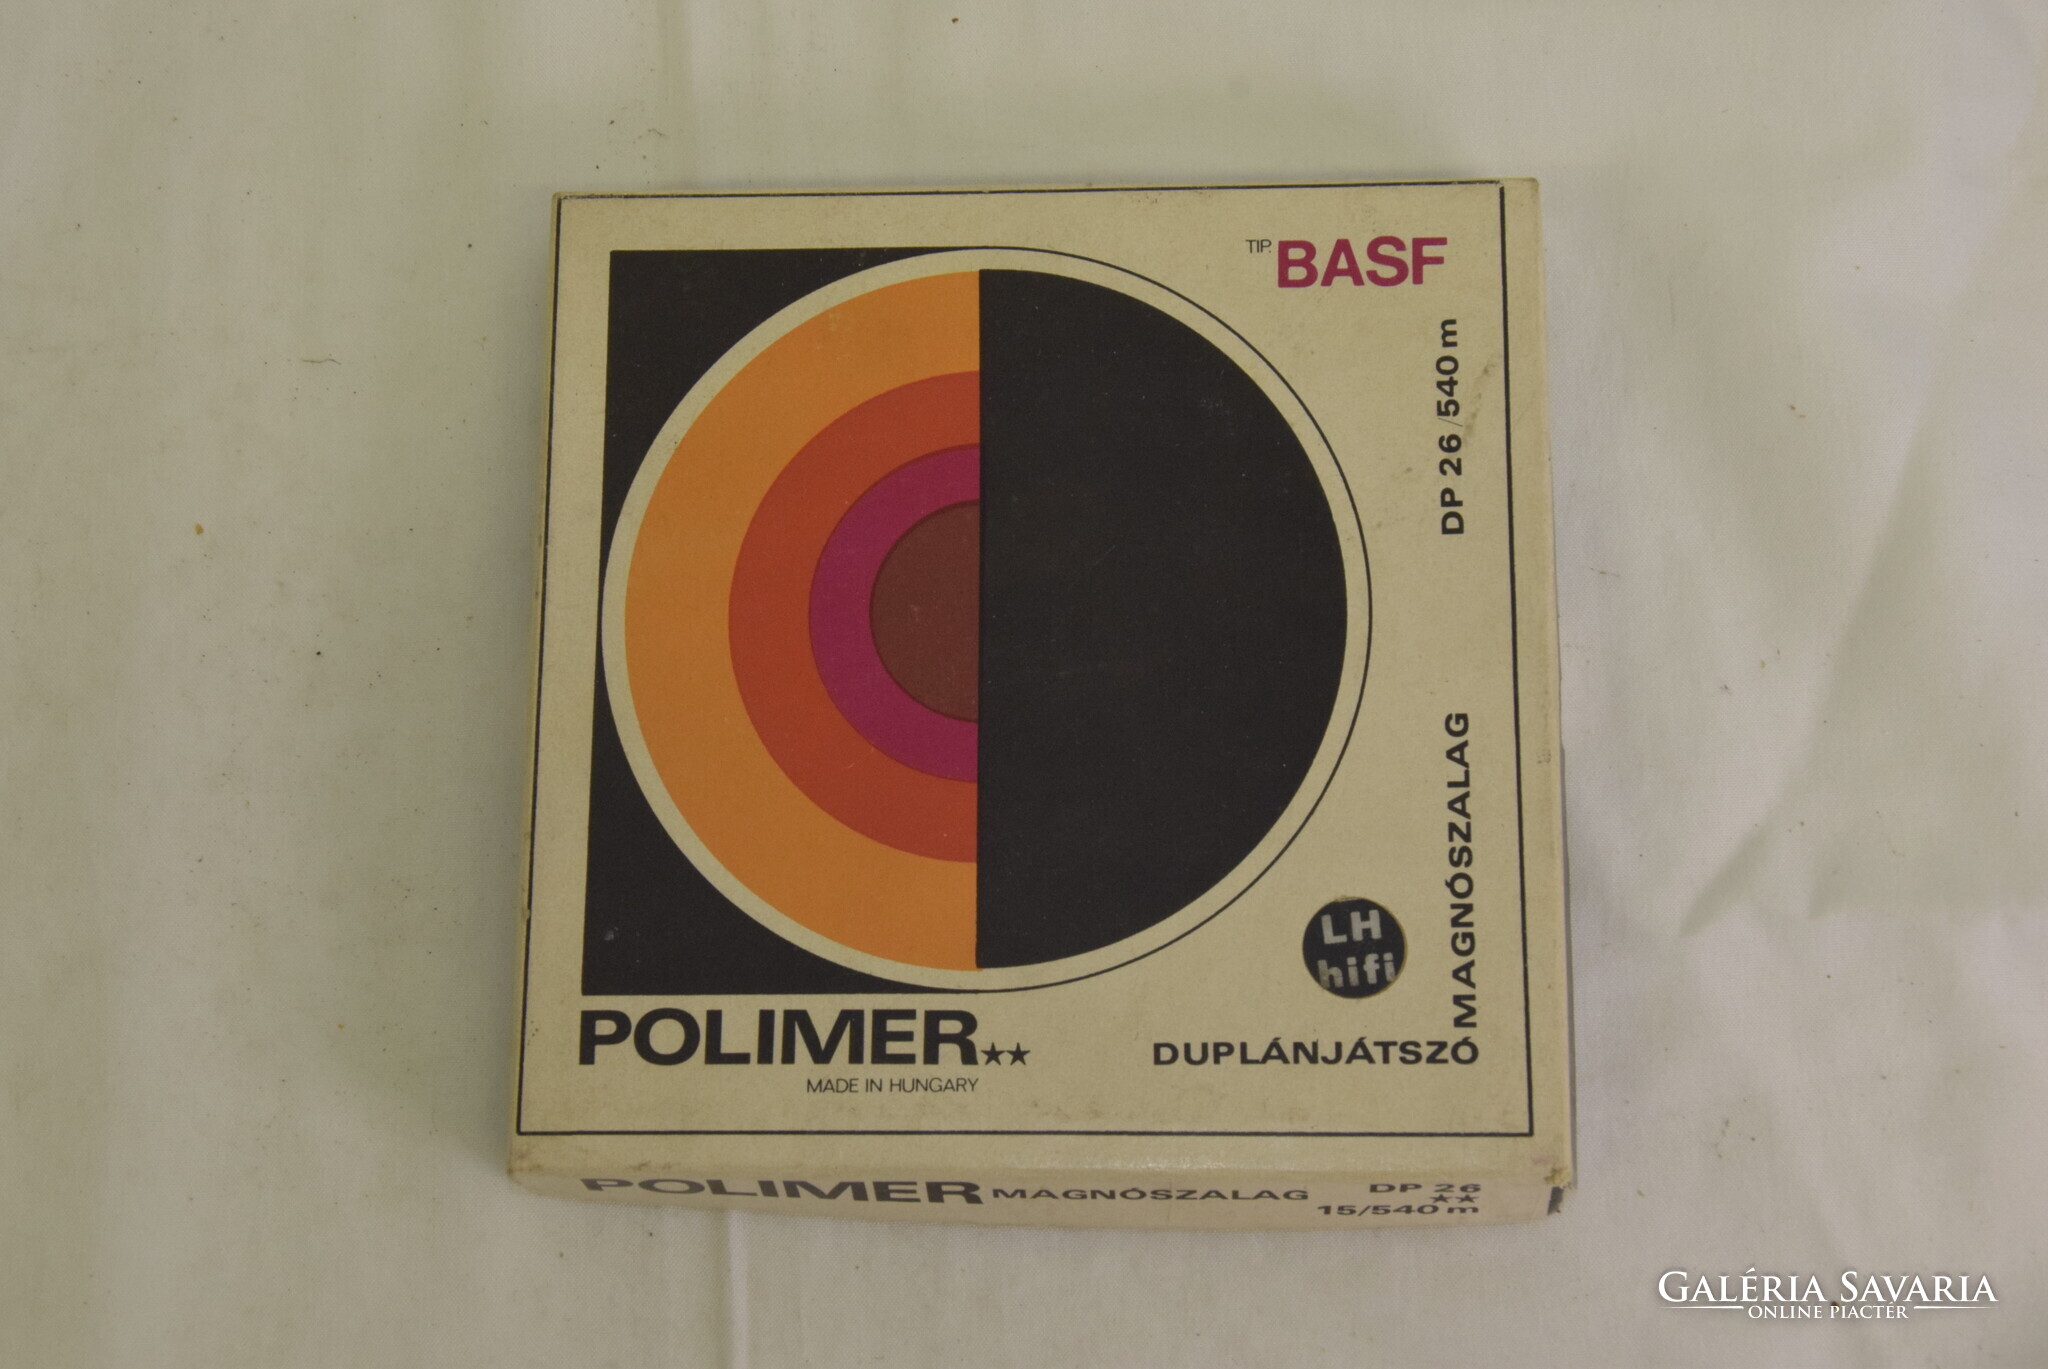 TIP. BASF
DP 26/540 m
MAGNÓSZALAG
LH
hifi
POLIMER★★
MADE IN HUNGARY
DUPLÁNJÁTSZÓ
POLIMER MAGNÓSZALAG DP 26
★★
15/540 m
GALÉRIA SAVARIA
ONLINE PIACTÉR